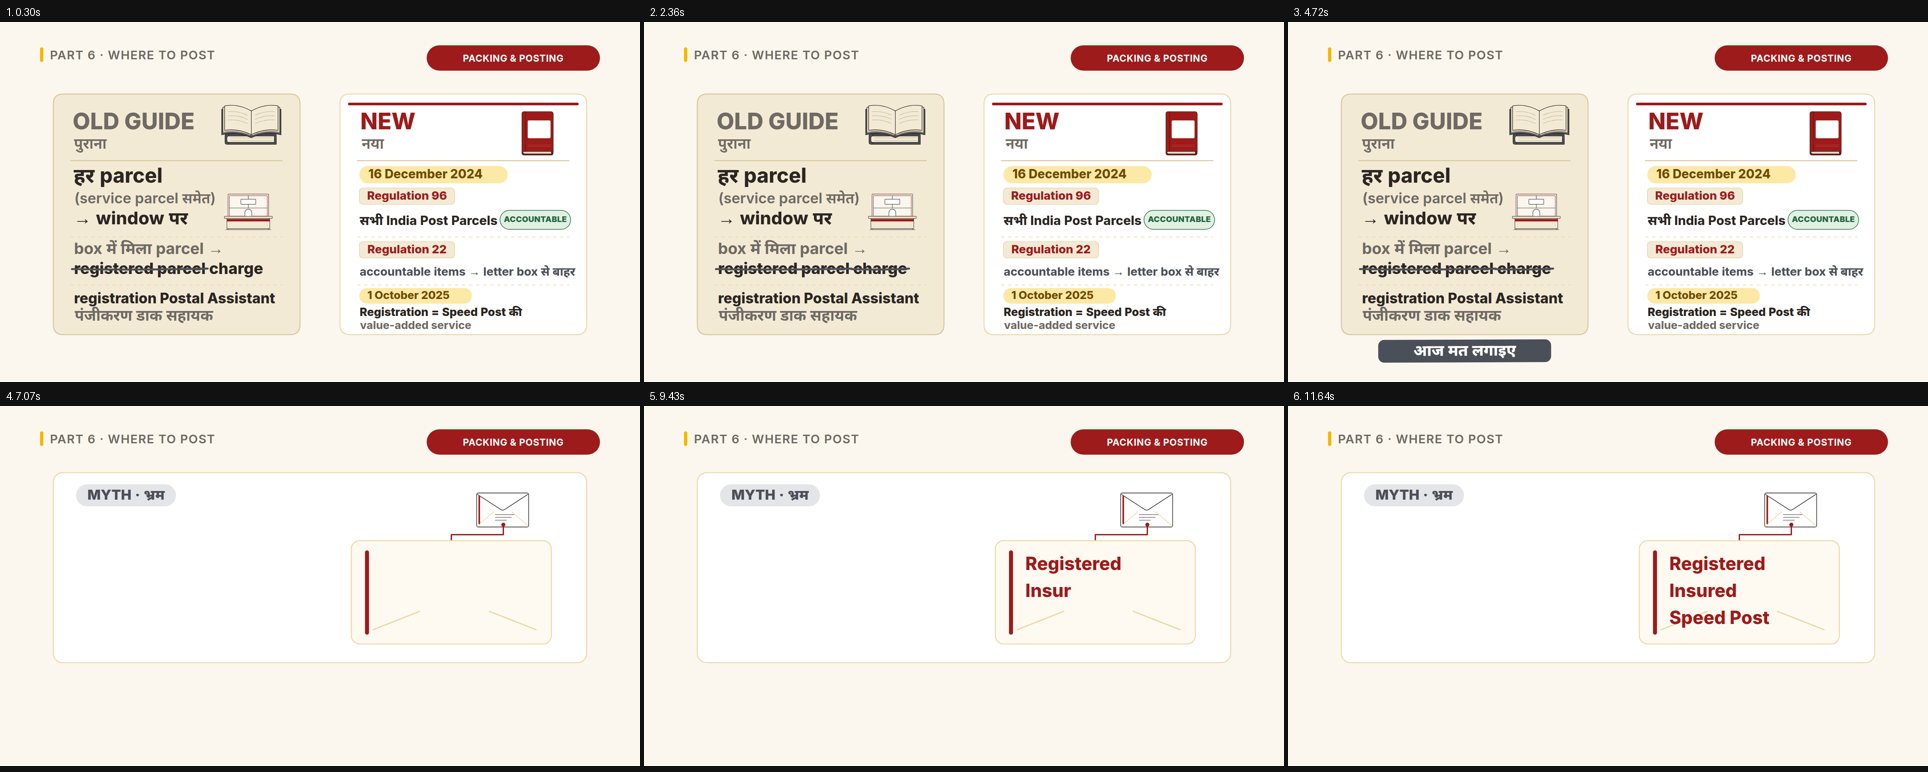 1. 0.30s
PART 6 · WHERE TO POST
PACKING & POSTING
OLD GUIDE
पुराना
हर parcel
(service parcel समेत)
→ window पर
box में मिला parcel →
registered parcel charge
registration Postal Assistant
पंजीकरण डाक सहायक
NEW
नया
16 December 2024
Regulation 96
सभी India Post Parcels ACCOUNTABLE
Regulation 22
accountable items → letter box से बाहर
1 October 2025
Registration = Speed Post की
value-added service
2. 2.36s
PART 6 · WHERE TO POST
PACKING & POSTING
OLD GUIDE
पुराना
हर parcel
(service parcel समेत)
→ window पर
box में मिला parcel →
registered parcel charge
registration Postal Assistant
पंजीकरण डाक सहायक
NEW
नया
16 December 2024
Regulation 96
सभी India Post Parcels ACCOUNTABLE
Regulation 22
accountable items → letter box से बाहर
1 October 2025
Registration = Speed Post की
value-added service
3. 4.72s
PART 6 · WHERE TO POST
PACKING & POSTING
OLD GUIDE
पुराना
हर parcel
(service parcel समेत)
→ window पर
box में मिला parcel →
registered parcel charge
registration Postal Assistant
पंजीकरण डाक सहायक
आज मत लगाइए
NEW
नया
16 December 2024
Regulation 96
सभी India Post Parcels ACCOUNTABLE
Regulation 22
accountable items → letter box से बाहर
1 October 2025
Registration = Speed Post की
value-added service
4. 7.07s
PART 6 · WHERE TO POST
PACKING & POSTING
MYTH · भ्रम
5. 9.43s
PART 6 · WHERE TO POST
PACKING & POSTING
MYTH · भ्रम
Registered
Insur
6. 11.64s
PART 6 · WHERE TO POST
PACKING & POSTING
MYTH · भ्रम
Registered
Insured
Speed Post